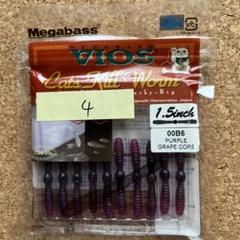 Megabass
VIOS
Cats Kill Worm
4
1.5inch
00B6
PURPLE
GRAPE CORE